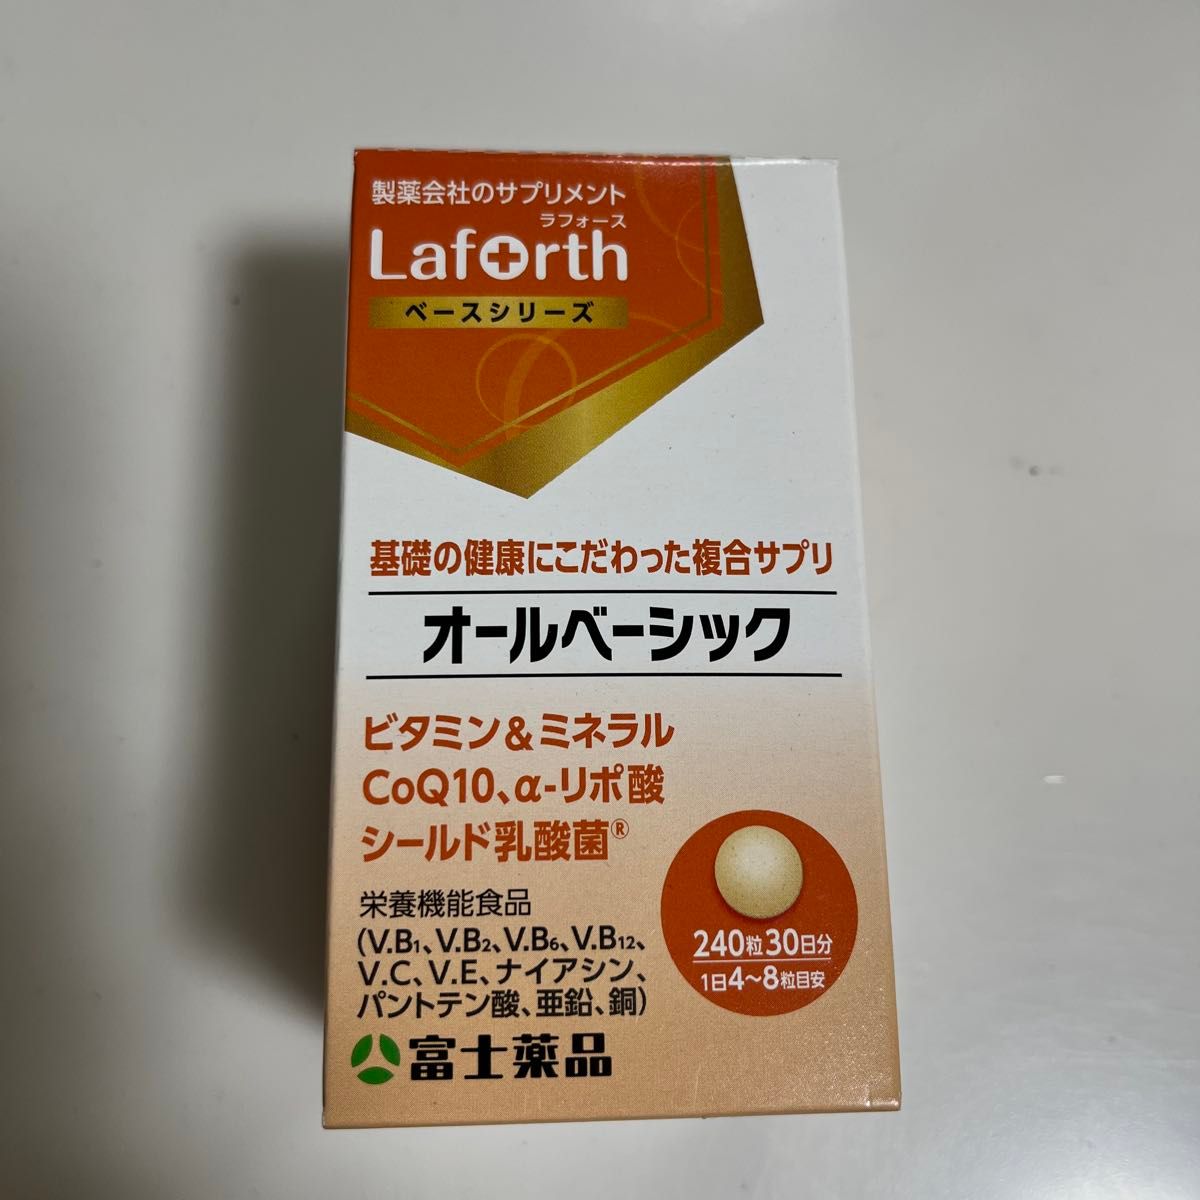 製薬会社のサプリメント
ラフォース
Laforth
ベースシリーズ
基礎の健康にこだわった複合サプリ
オールベーシック
ビタミン&ミネラル
CoQ10、α-リポ酸
シールド乳酸菌®
栄養機能食品
(V.B₁、V.B₂、V.B₆、V.B₁₂、
V.C、V.E、ナイアシン、
パントテン酸、亜鉛、銅)
240粒30日分
1日4〜8粒目安
富士薬品